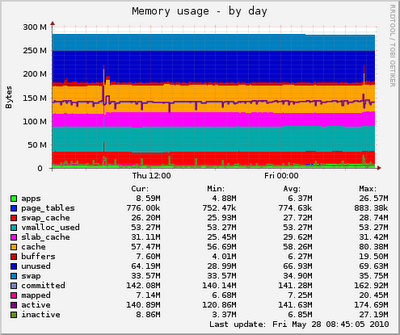 Memory usage - by day
RRDTOOL / TOBI OETIKER
Bytes
300 M
250 M
200 M
150 M
100 M
50 M
0
Thu 12:00 Fri 00:00
Cur: Min: Avg: Max:
apps 8.59M 4.88M 6.37M 26.57M
page_tables 776.00k 752.47k 774.63k 883.38k
swap_cache 26.20M 25.93M 27.72M 28.74M
vmalloc_used 53.27M 53.27M 53.27M 53.27M
slab_cache 31.11M 25.45M 29.62M 31.42M
cache 57.47M 56.69M 58.26M 80.38M
buffers 7.60M 4.01M 6.27M 19.50M
unused 64.19M 28.99M 66.93M 69.63M
swap 33.57M 33.57M 34.90M 35.75M
committed 142.08M 140.14M 141.28M 162.92M
mapped 7.14M 6.68M 7.25M 20.45M
active 140.89M 120.86M 141.63M 174.69M
inactive 8.86M 3.37M 6.85M 27.19M
Last update: Fri May 28 08:45:05 2010